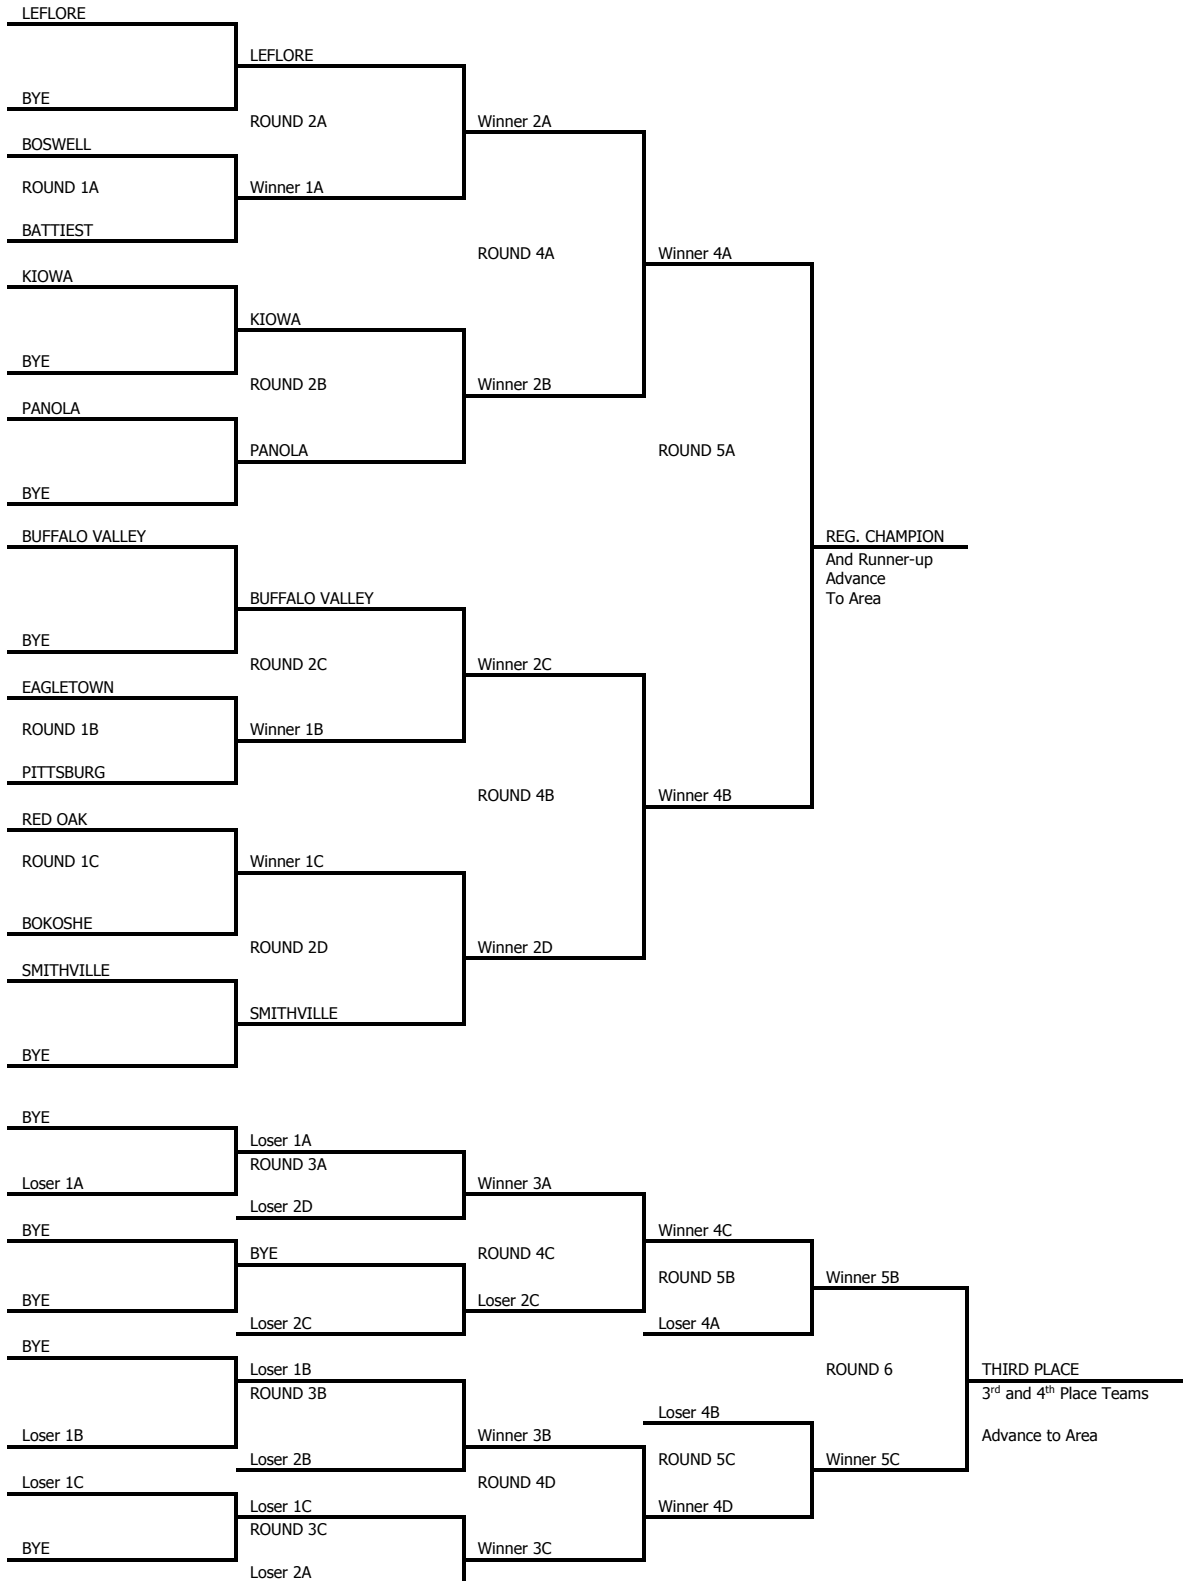 LEFLORE
LEFLORE
BYE
ROUND 2A
Winner 2A
BOSWELL
ROUND 1A
Winner 1A
BATTIEST
ROUND 4A
Winner 4A
KIOWA
KIOWA
BYE
ROUND 2B
Winner 2B
PANOLA
PANOLA
ROUND 5A
BYE
BUFFALO VALLEY
REG. CHAMPION
And Runner-up
Advance
To Area
BUFFALO VALLEY
BYE
ROUND 2C
Winner 2C
EAGLETOWN
ROUND 1B
Winner 1B
PITTSBURG
ROUND 4B
Winner 4B
RED OAK
ROUND 1C
Winner 1C
BOKOSHE
ROUND 2D
Winner 2D
SMITHVILLE
SMITHVILLE
BYE
BYE
Loser 1A
ROUND 3A
Loser 1A
Winner 3A
Loser 2D
BYE
Winner 4C
BYE
ROUND 4C
ROUND 5B
Winner 5B
BYE
Loser 2C
Loser 2C
Loser 4A
BYE
Loser 1B
ROUND 6
THIRD PLACE
ROUND 3B
3rd and 4th Place Teams
Loser 4B
Loser 1B
Winner 3B
Advance to Area
Loser 2B
ROUND 5C
Winner 5C
Loser 1C
ROUND 4D
Loser 1C
Winner 4D
ROUND 3C
BYE
Winner 3C
Loser 2A